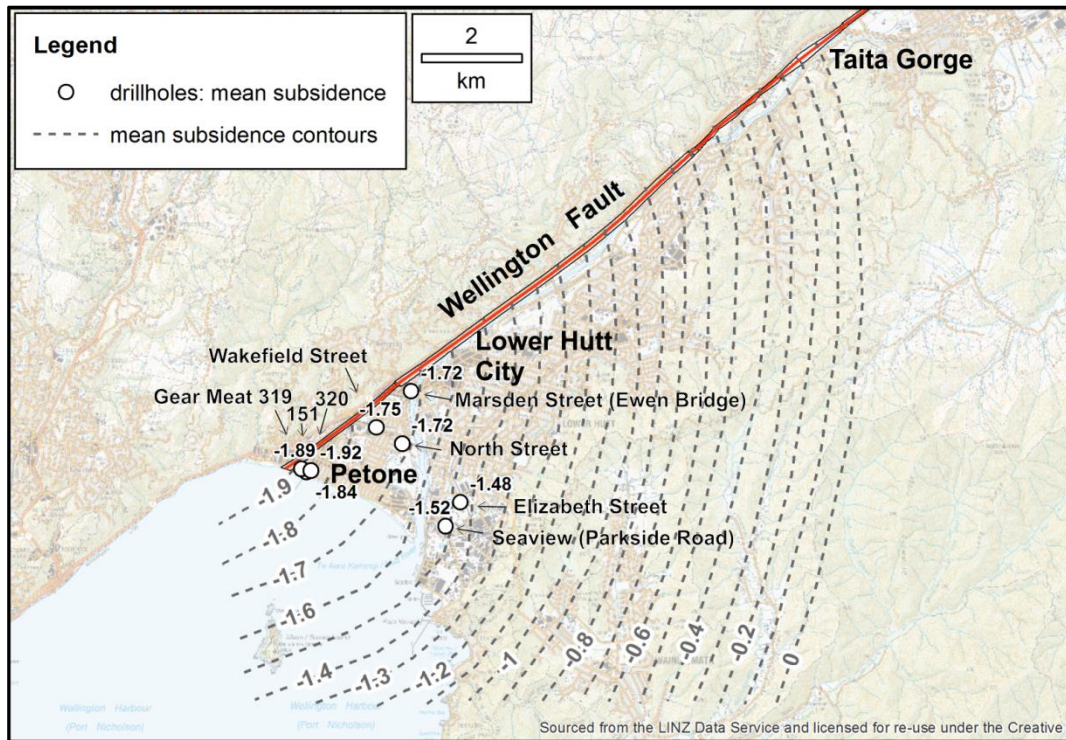 Legend
drillholes: mean subsidence
mean subsidence contours
2
km
Taita Gorge
Wellington Fault
Lower Hutt
City
Wakefield Street
-1.72
Marsden Street (Ewen Bridge)
Gear Meat 319
320
151
-1.75
-1.72
LOWER HUTT
North Street
-1.89
-1.92
Petone
-1.84
-1.48
Elizabeth Street
-1.52
Seaview (Parkside Road)
-1.9
-1.8
-1.7
-1.6
-1.4
-1.3
-1.2
-1
-0.8
-0.6
-0.4
-0.2
0
Wellington Harbour
(Port Nicholson)
Wellington Harbour
(Port Nicholson)
Sourced from the LINZ Data Service and licensed for re-use under the Creative